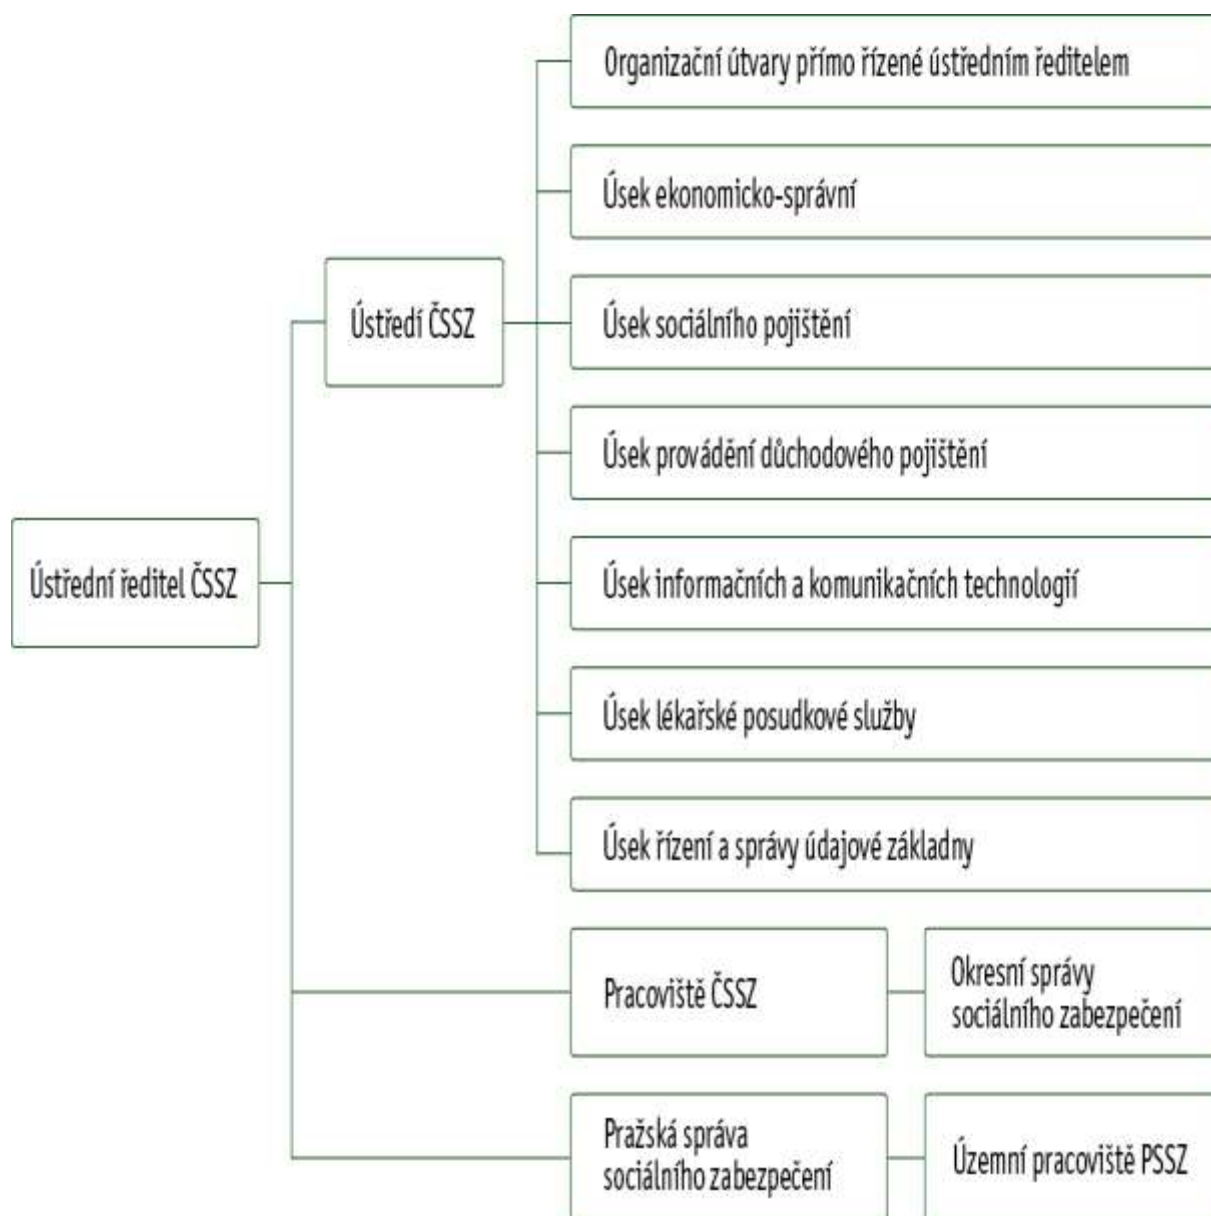 Organizační útvary přímo řízené ústředním ředitelem
Úsek ekonomicko-správní
Ústředí ČSSZ
Úsek sociálního pojištění
Úsek provádění důchodového pojištění
Ústřední ředitel ČSSZ
Úsek informačních a komunikačních technologií
Úsek lékařské posudkové služby
Úsek řízení a správy údajové základny
Pracoviště ČSSZ
Okresní správy
sociálního zabezpečení
Pražská správa
sociálního zabezpečení
Územní pracoviště PSSZ